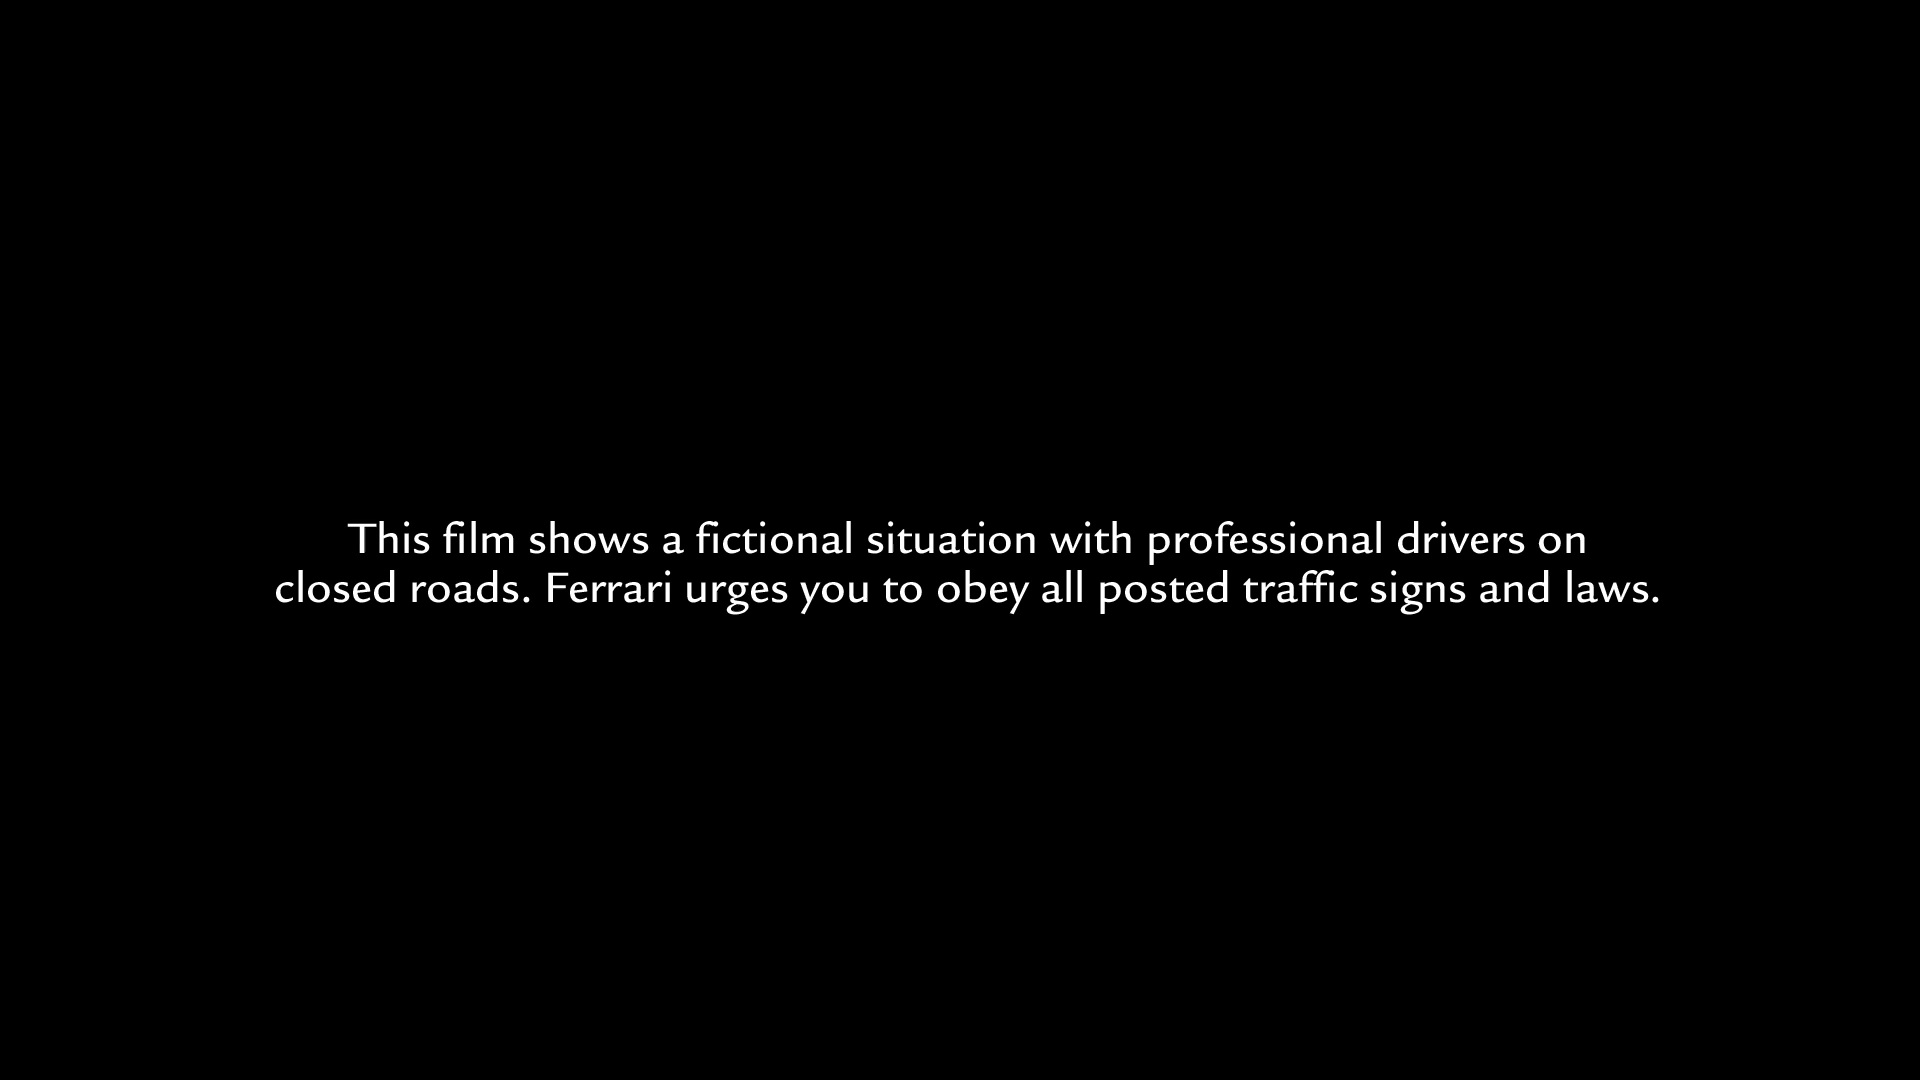 This film shows a fictional situation with professional drivers on
closed roads. Ferrari urges you to obey all posted traffic signs and laws.